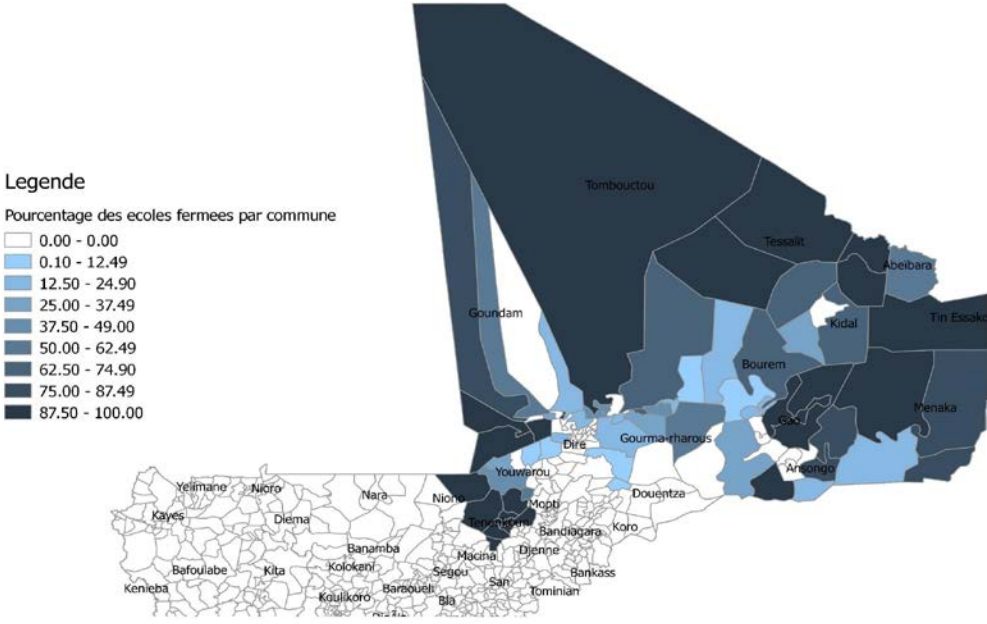 Legende
Pourcentage des ecoles fermees par commune
0.00 - 0.00
0.10 - 12.49
12.50 - 24.90
25.00 - 37.49
37.50 - 49.00
50.00 - 62.49
62.50 - 74.90
75.00 - 87.49
87.50 - 100.00
Tombouctou
Tessalit
Abeibara
Goundam
Kidal
Tin Essako
Bourem
Menaka
Gao
Dire
Gourma-rharous
Youwarou
Ansongo
Yelimane
Nioro
Nara
Niono
Douentza
Mopti
Kayes
Diema
Tenenkoun
Koro
Bandiagara
Banamba
Macina
Djenne
Bafoulabe
Kita
Kolokani
Segou
Bankass
Kenieba
Baraoueli
San
Tominian
Koulikoro
Bla